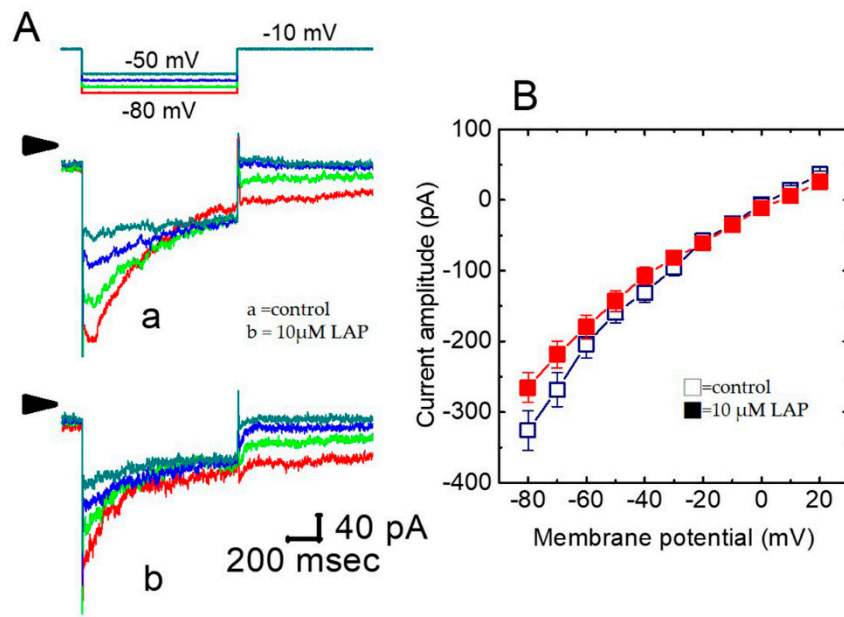 A
-50 mV
-10 mV
-80 mV
a
a =control
b = 10μM LAP
b
40 pA
200 msec
B
Current amplitude (pA)
100
0
-100
-200
-300
-400
=control
=10 μM LAP
-80 -60 -40 -20 0 20
Membrane potential (mV)